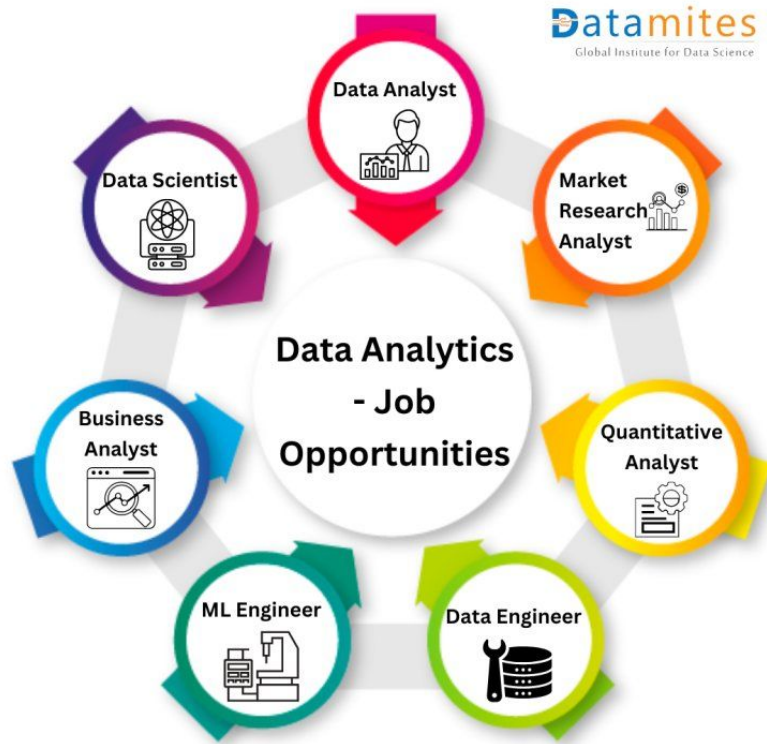 Datamites
Global Institute for Data Science
Data Analyst
Data Scientist
Market
Research
Analyst
Data Analytics
- Job
Opportunities
Business
Analyst
Quantitative
Analyst
ML Engineer
Data Engineer